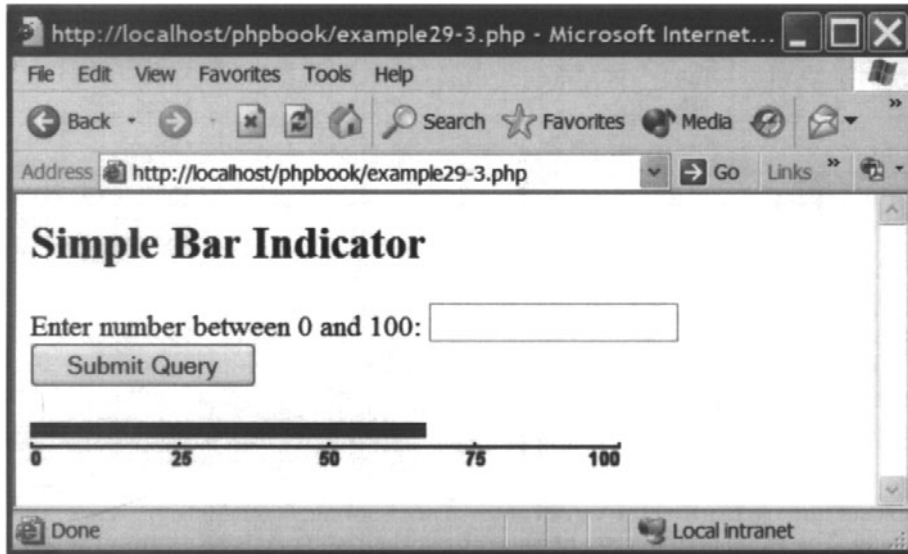 http://localhost/phpbook/example29-3.php - Microsoft Internet...
File Edit View Favorites Tools Help
Back Search Favorites Media »
Address http://localhost/phpbook/example29-3.php Go Links »
Simple Bar Indicator
Enter number between 0 and 100:
Submit Query
0 25 50 75 100
Done Local intranet